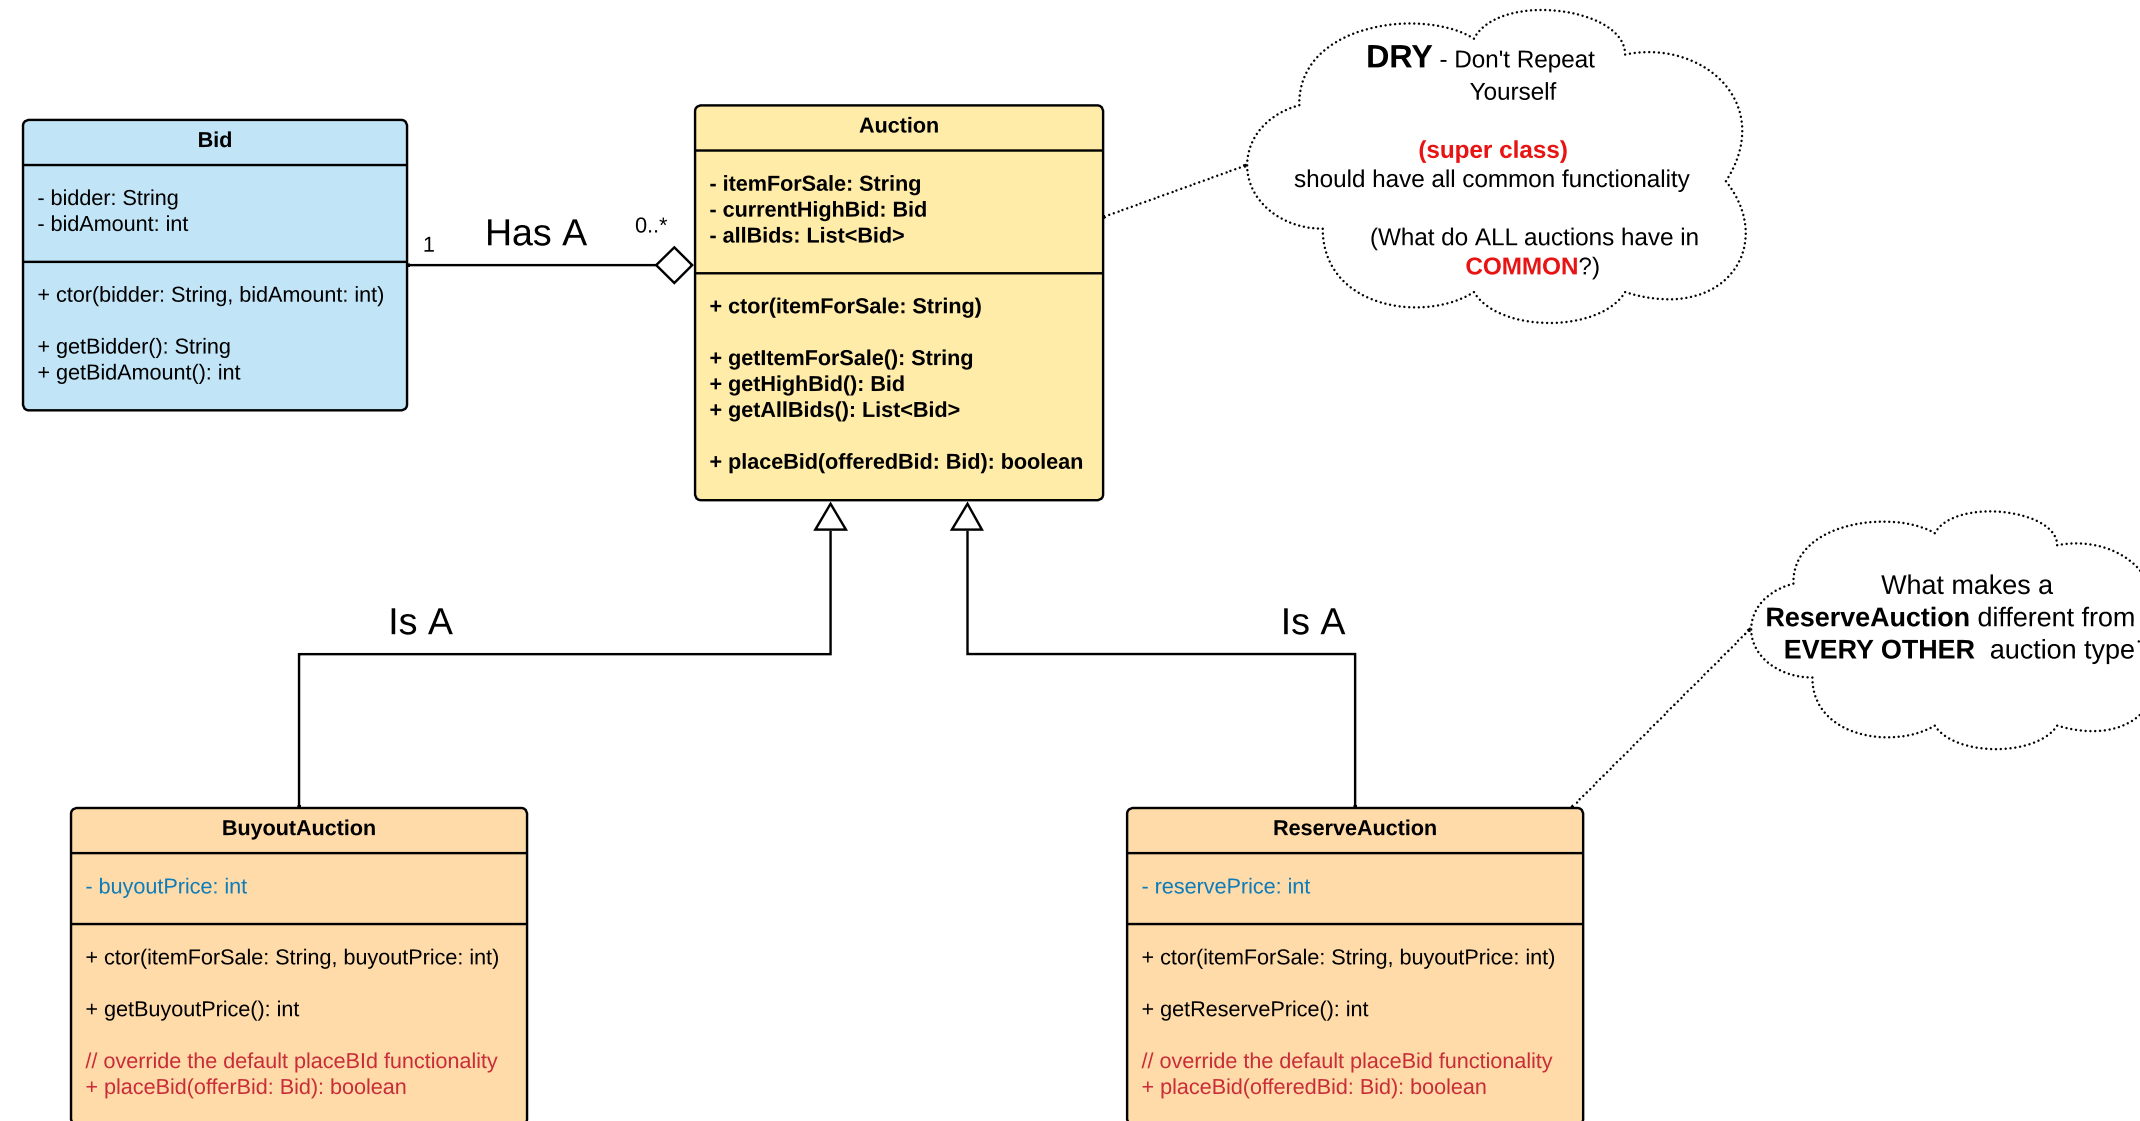 DRY - Don't Repeat
Yourself
(super class)
should have all common functionality
(What do ALL auctions have in
COMMON?)
Bid
- bidder: String
- bidAmount: int
+ ctor(bidder: String, bidAmount: int)
+ getBidder(): String
+ getBidAmount(): int
1
Has A
0..*
Auction
- itemForSale: String
- currentHighBid: Bid
- allBids: List<Bid>
+ ctor(itemForSale: String)
+ getItemForSale(): String
+ getHighBid(): Bid
+ getAllBids(): List<Bid>
+ placeBid(offeredBid: Bid): boolean
Is A
Is A
What makes a
ReserveAuction different from
EVERY OTHER auction type
BuyoutAuction
- buyoutPrice: int
+ ctor(itemForSale: String, buyoutPrice: int)
+ getBuyoutPrice(): int
// override the default placeBId functionality
+ placeBid(offerBid: Bid): boolean
ReserveAuction
- reservePrice: int
+ ctor(itemForSale: String, buyoutPrice: int)
+ getReservePrice(): int
// override the default placeBid functionality
+ placeBid(offeredBid: Bid): boolean